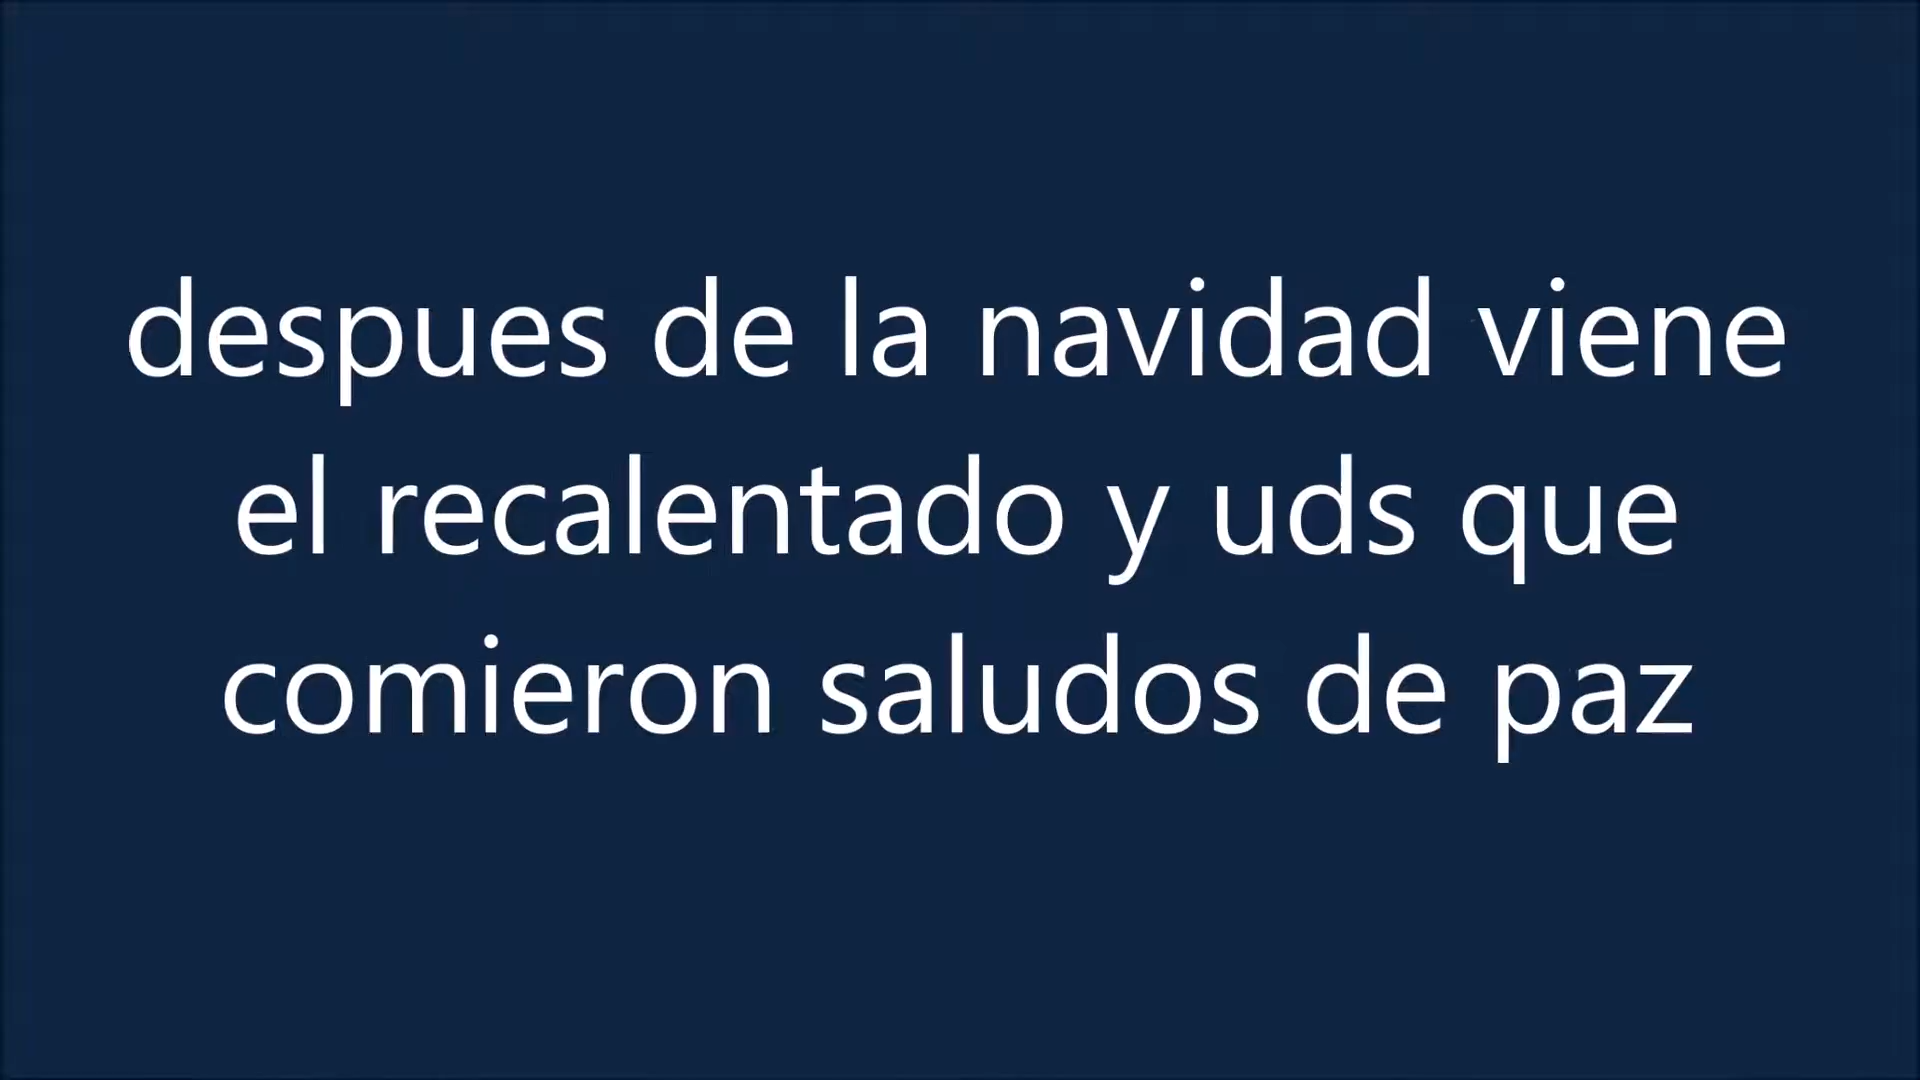 despues de la navidad viene
el recalentado y uds que
comieron saludos de paz